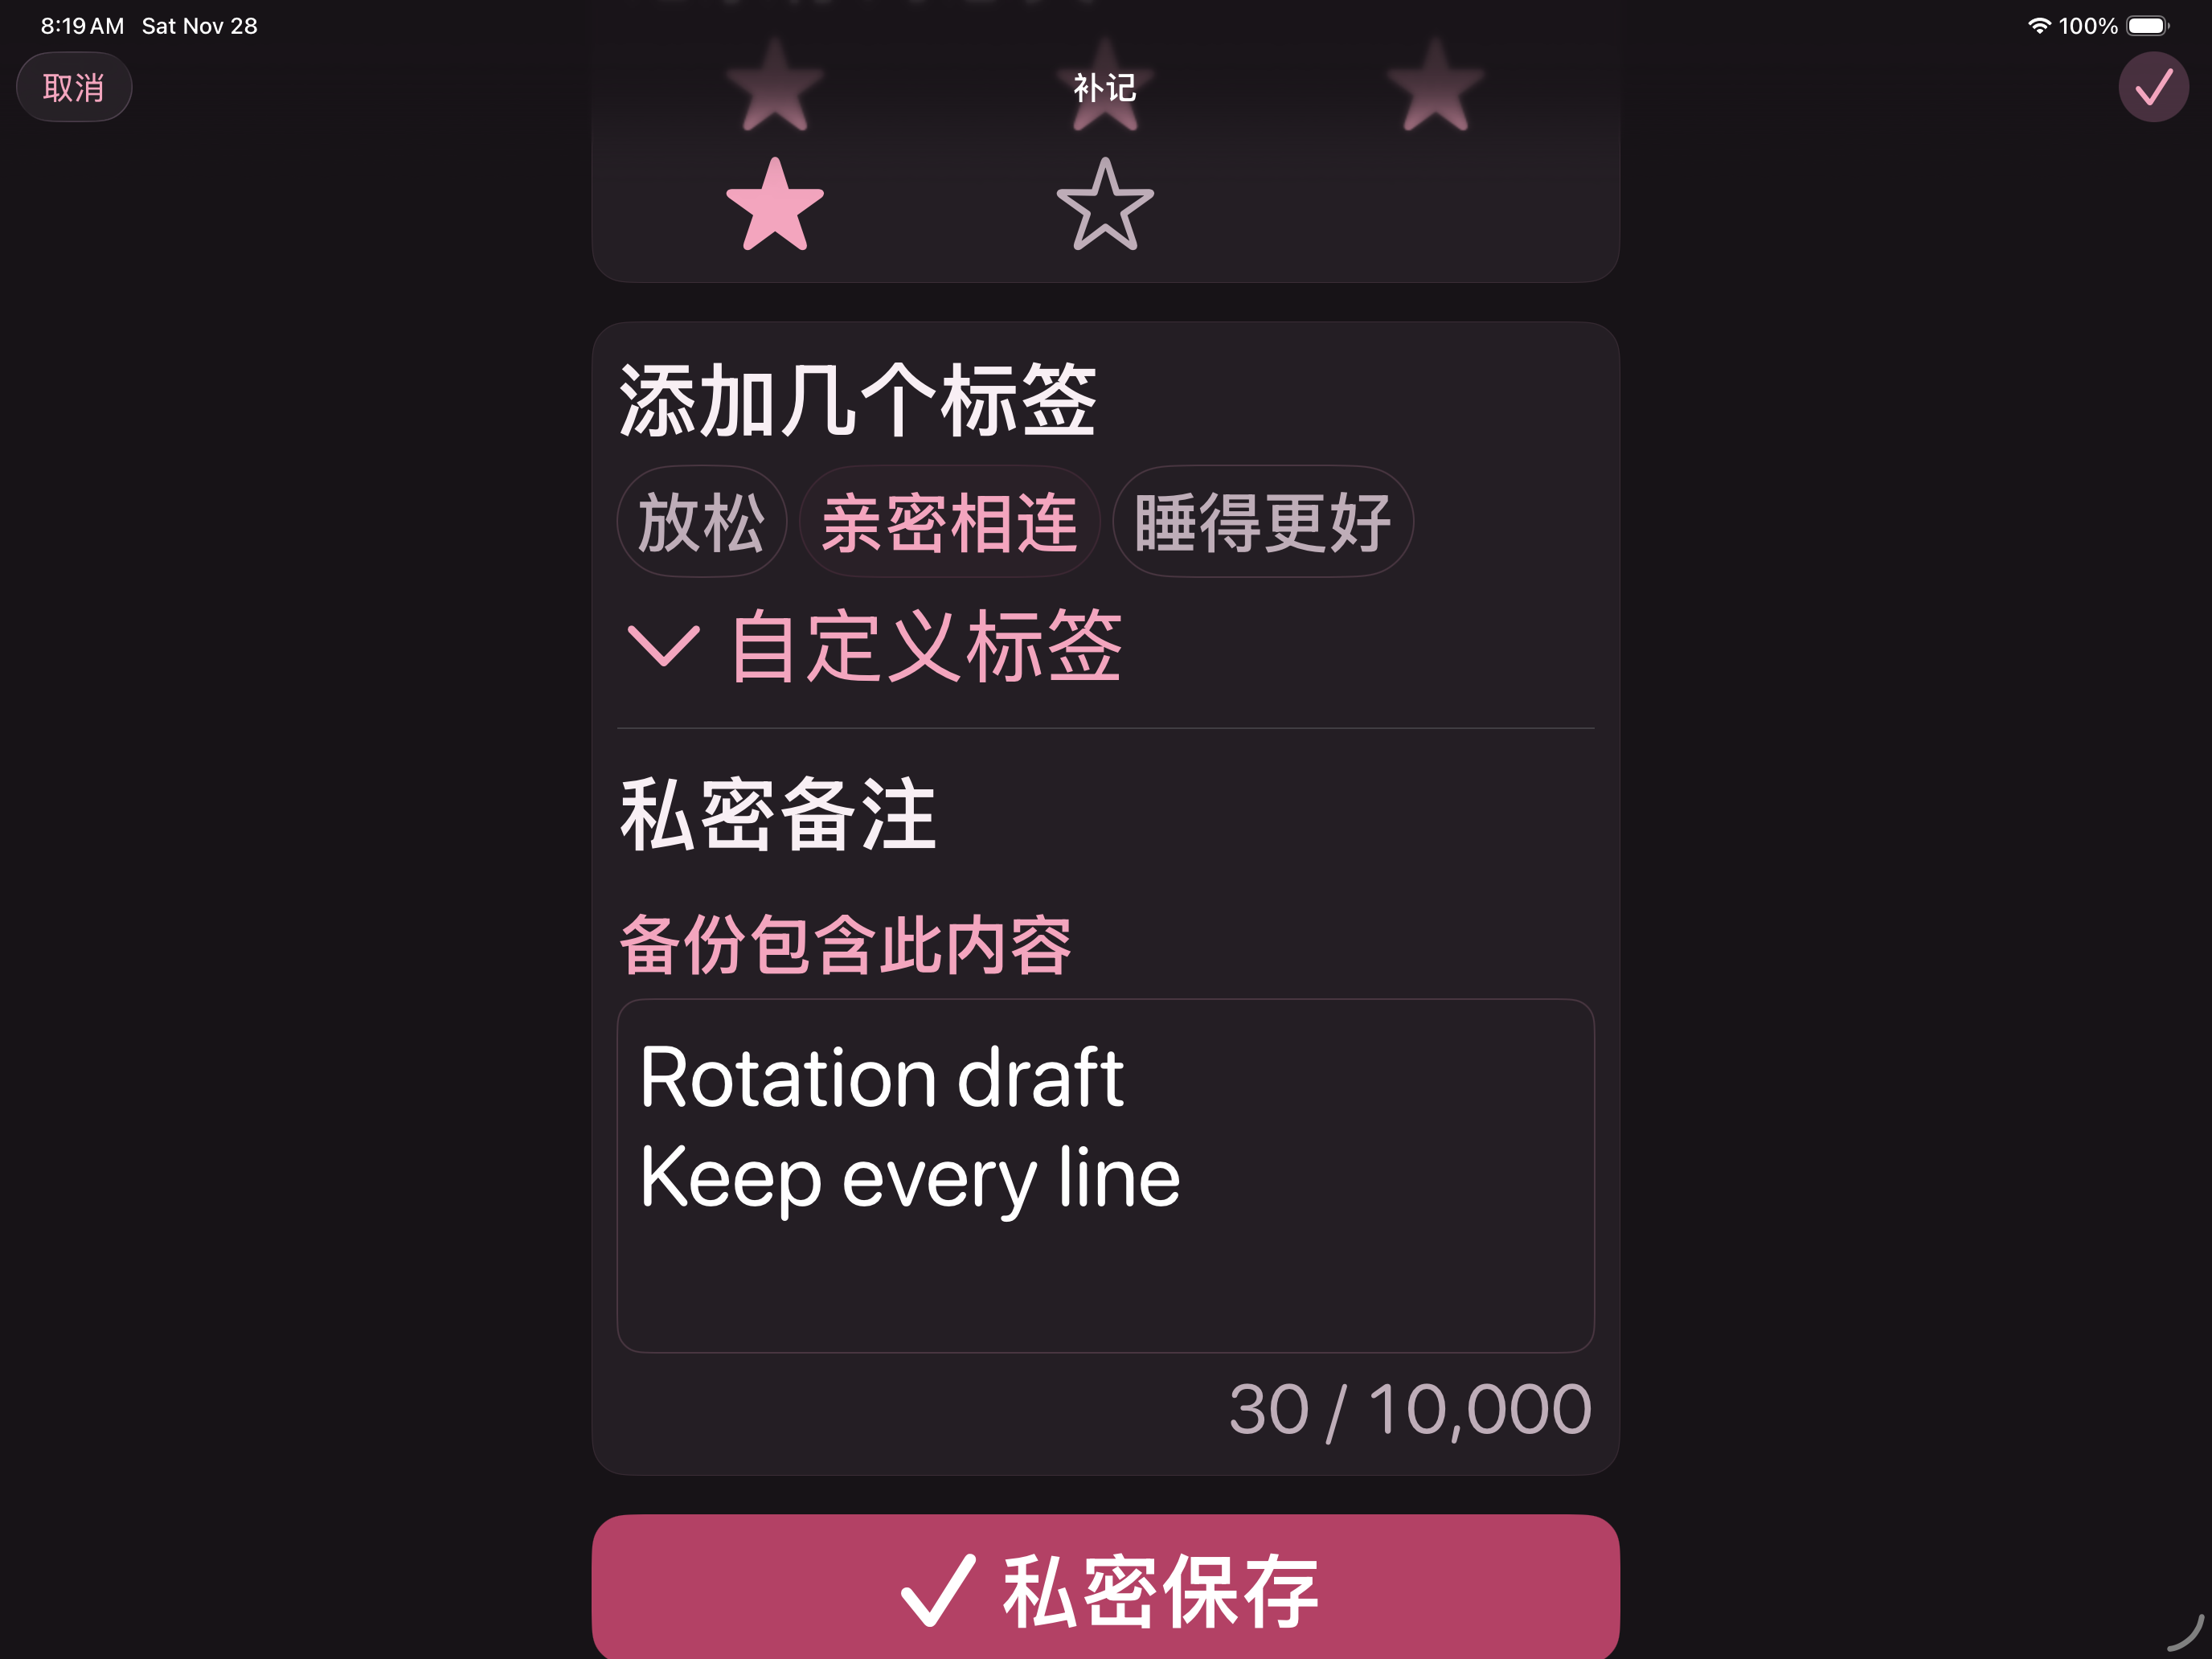 8:19 AM Sat Nov 28
100%
取消
补记
添加几个标签
放松
亲密相连
睡得更好
自定义标签
私密备注
备份包含此内容
Rotation draft
Keep every line
30 / 10,000
私密保存